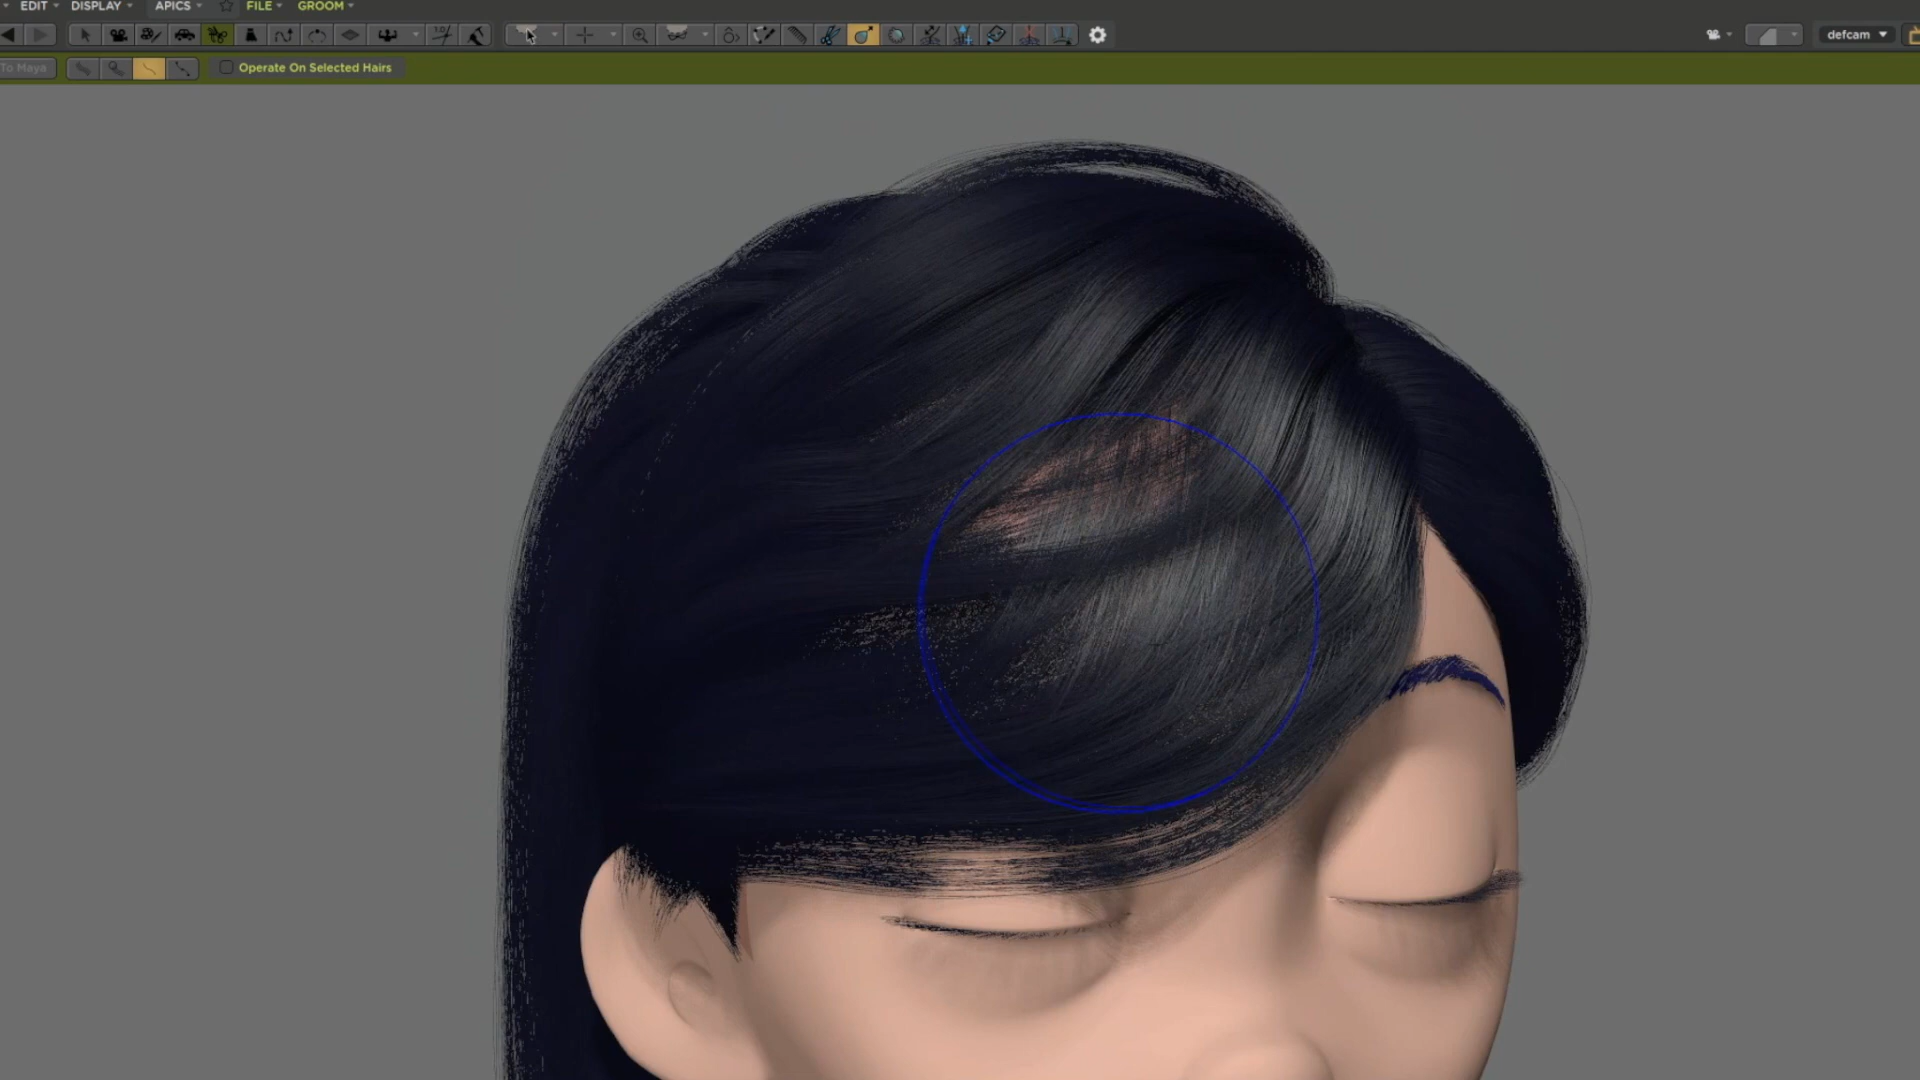 EDIT DISPLAY APICS FILE GROOM
defcam
To Maya Operate On Selected Hairs